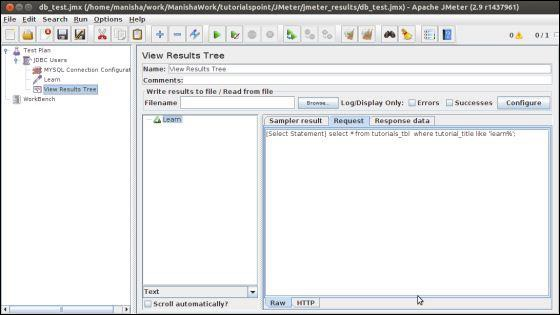 db_test.jmx (/home/manisha/work/ManishaWork/tutorialspoint/JMeter/jmeter_results/db_test.jmx) - Apache JMeter (2.9 r1437961)
File Edit Search Run Options Help
0 0 / 1
Test Plan
JDBC Users
MYSQL Connection Configurat
Learn
View Results Tree
WorkBench
View Results Tree
Name: View Results Tree
Comments:
Write results to file / Read from file
Filename Browse... Log/Display Only: Errors Successes Configure
Learn
Sampler result Request Response data
[Select Statement] select * from tutorials_tbl where tutorial_title like 'learn%';
Text
Scroll automatically?
Raw HTTP